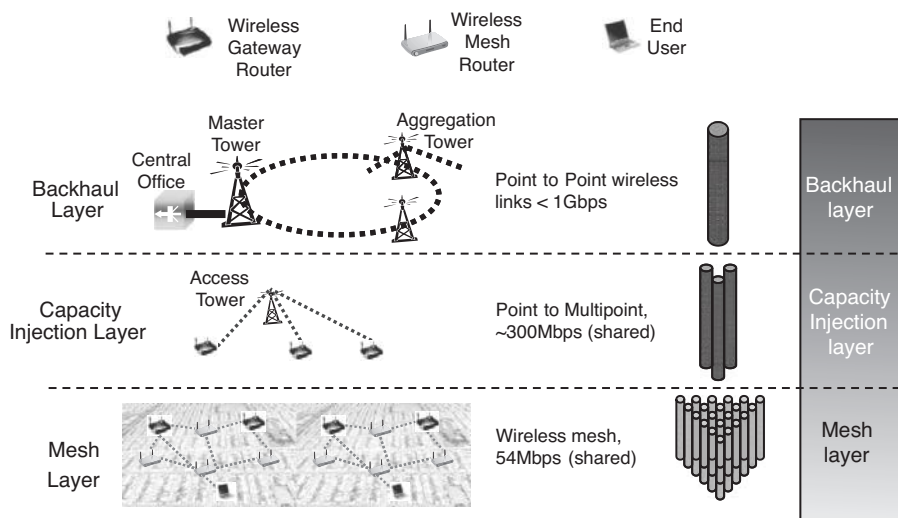 Wireless
Gateway
Router
Wireless
Mesh
Router
End
User
Master
Tower
Aggregation
Tower
Central
Office
Backhaul
Layer
Point to Point wireless
links < 1Gbps
Backhaul
layer
Access
Tower
Capacity
Injection Layer
Point to Multipoint,
~300Mbps (shared)
Capacity
Injection
layer
Mesh
Layer
Wireless mesh,
54Mbps (shared)
Mesh
layer